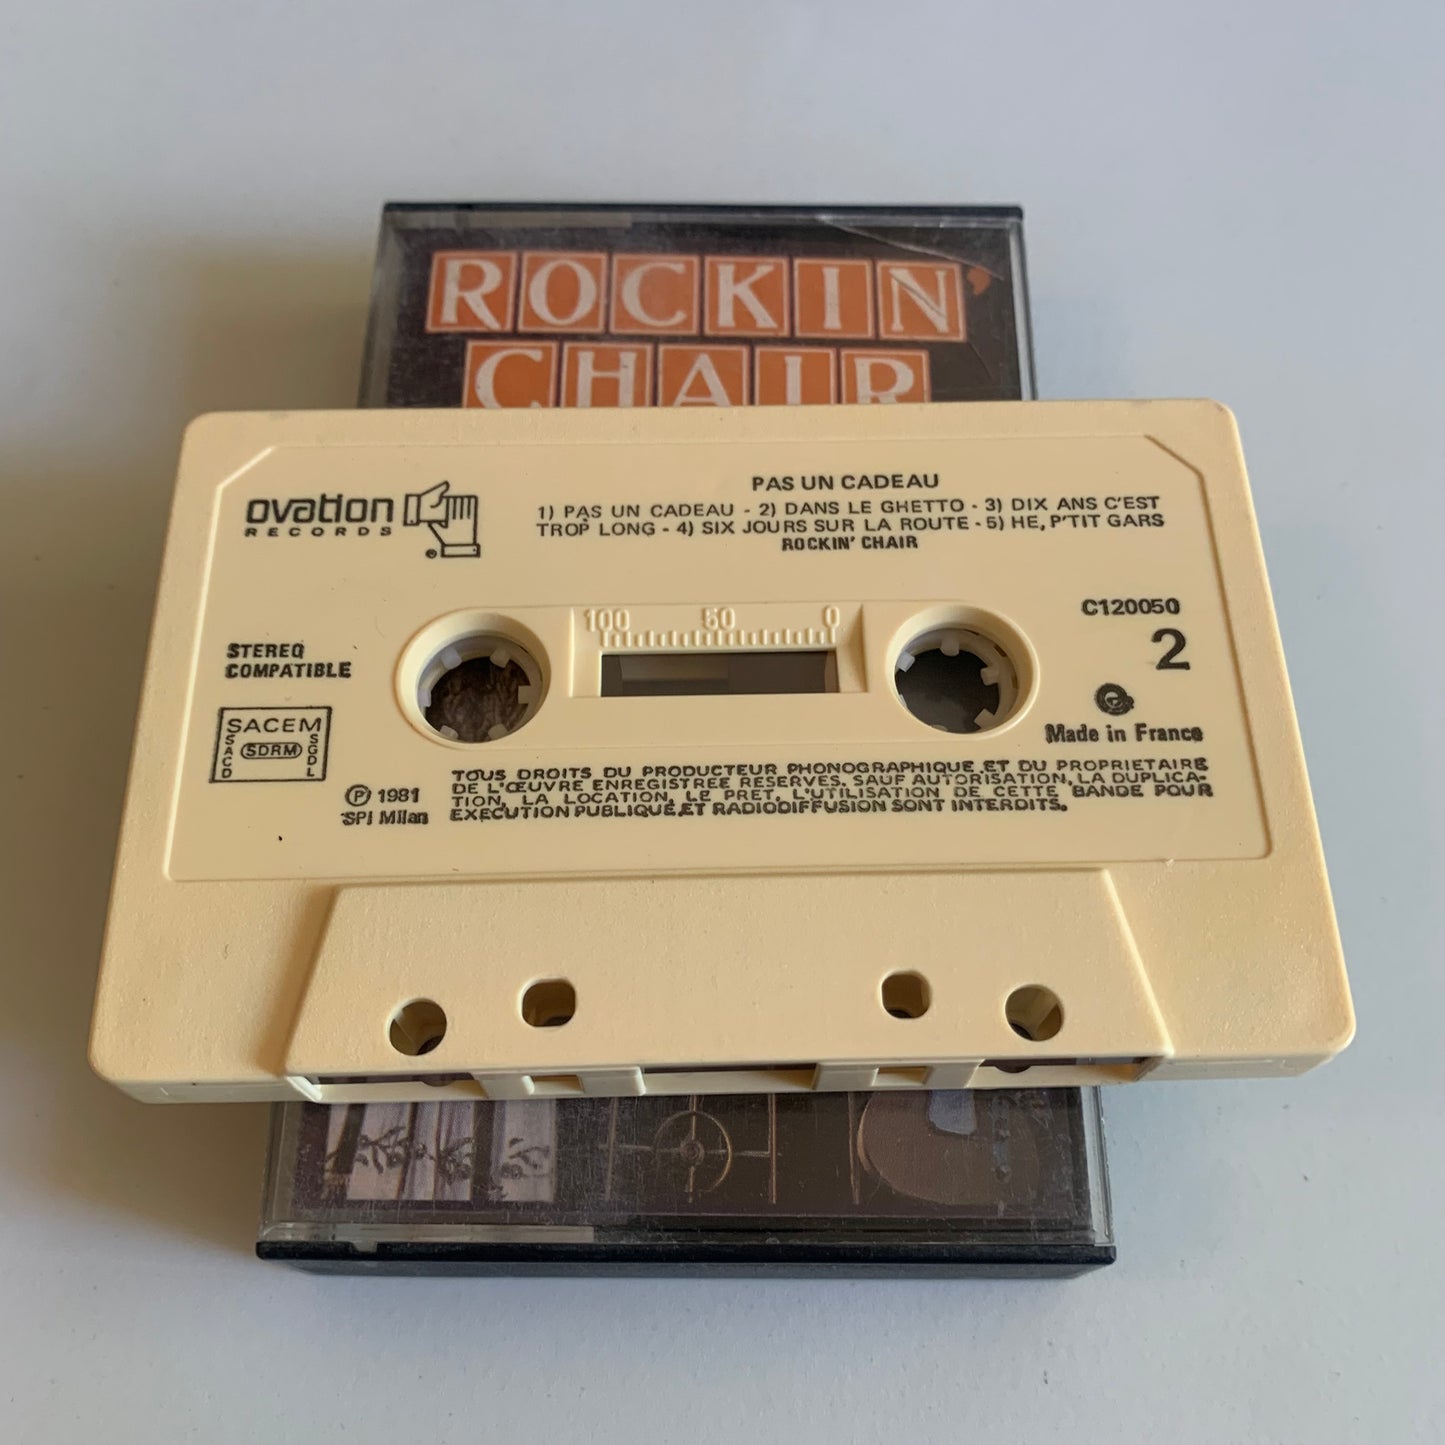 ROCKIN'
CHAIR
ovation
RECORDS
PAS UN CADEAU
1) PAS UN CADEAU - 2) DANS LE GHETTO - 3) DIX ANS C'EST
TROP LONG - 4) SIX JOURS SUR LA ROUTE - 5) HE, P'TIT GARS
ROCKIN' CHAIR
100 50 0
C120050
2
STEREO
COMPATIBLE
SACEM
SACD
SDRM
SGDL
Made in France
℗ 1981
SPI Milan
TOUS DROITS DU PRODUCTEUR PHONOGRAPHIQUE ET DU PROPRIETAIRE
DE L'ŒUVRE ENREGISTREE RESERVES. SAUF AUTORISATION, LA DUPLICA-
TION, LA LOCATION, LE PRET, L'UTILISATION DE CETTE BANDE POUR
EXECUTION PUBLIQUE ET RADIODIFFUSION SONT INTERDITS.